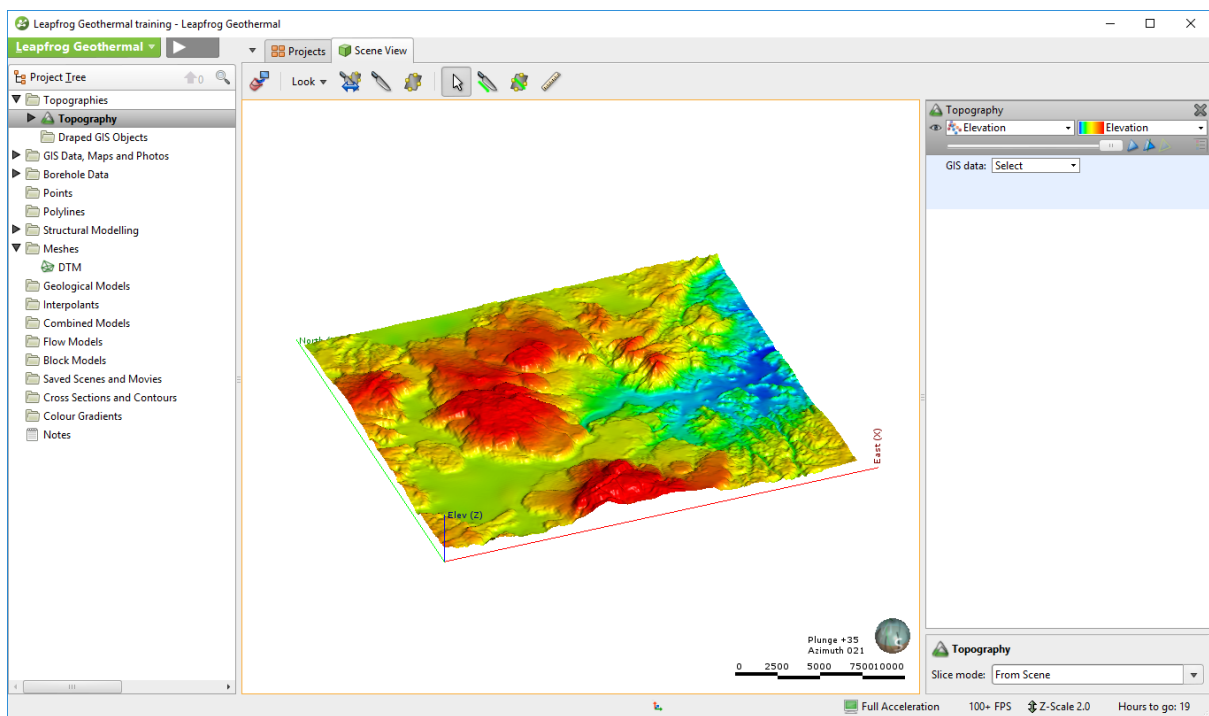 Leapfrog Geothermal training - Leapfrog Geothermal
Leapfrog Geothermal
Projects
Scene View
Project Tree
0
Look
Topographies
Topography
Draped GIS Objects
GIS Data, Maps and Photos
Borehole Data
Points
Polylines
Structural Modelling
Meshes
DTM
Geological Models
Interpolants
Combined Models
Flow Models
Block Models
Saved Scenes and Movies
Cross Sections and Contours
Colour Gradients
Notes
North
East (X)
Elev (Z)
Plunge +35
Azimuth 021
0 2500 5000 7500 10000
Topography
Elevation Elevation
GIS data: Select
Topography
Slice mode: From Scene
Full Acceleration 100+ FPS Z-Scale 2.0 Hours to go: 19